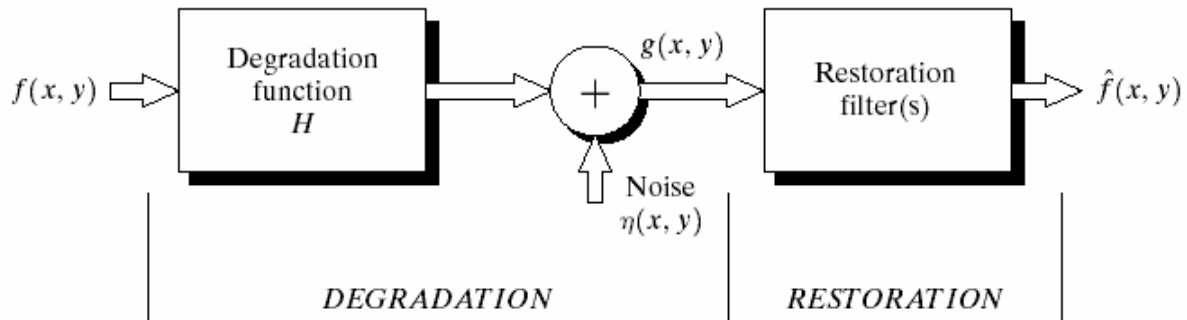 f(x, y)
Degradation
function
H
+
g(x, y)
Noise
η(x, y)
Restoration
filter(s)
f̂(x, y)
DEGRADATION
RESTORATION